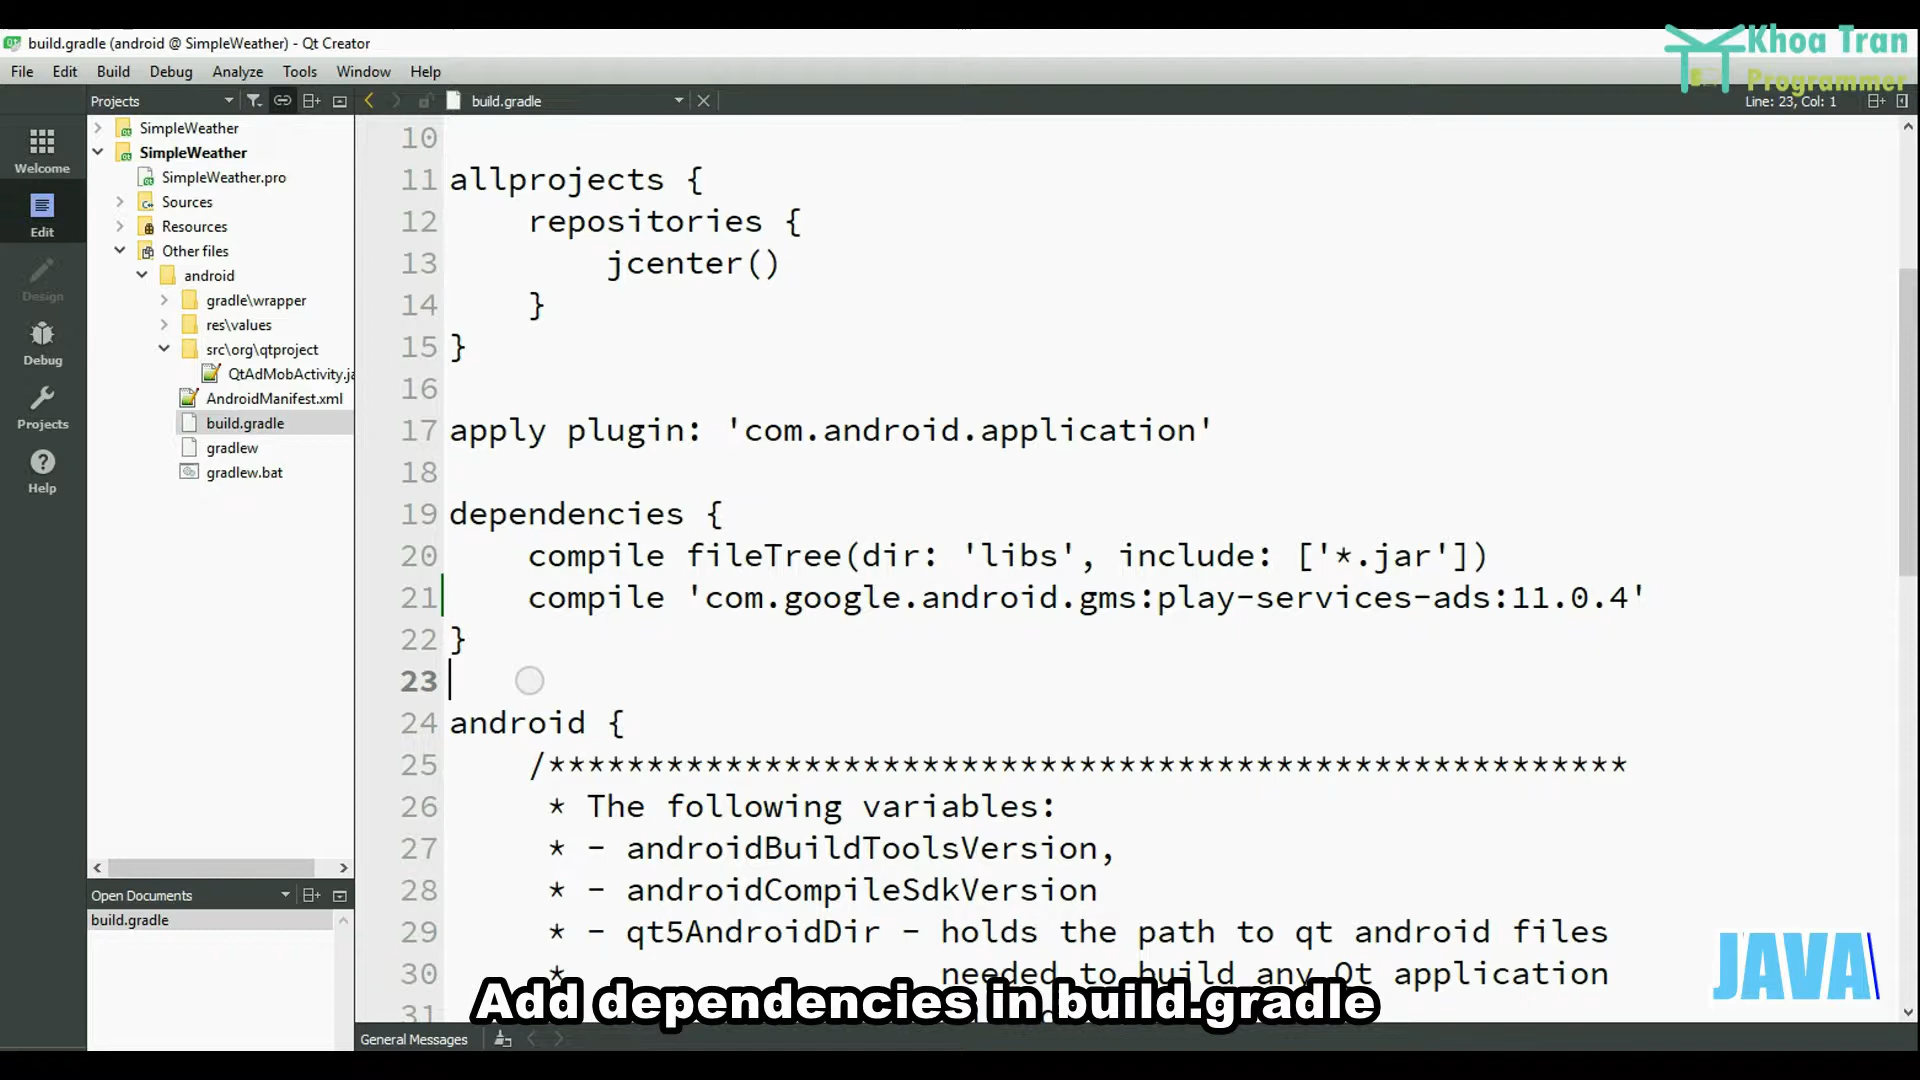 Khoa Tran
Programmer
build.gradle (android @ SimpleWeather) - Qt Creator
File Edit Build Debug Analyze Tools Window Help
Projects
build.gradle
Line: 23, Col: 1
Welcome
Edit
Design
Debug
Projects
Help
SimpleWeather
SimpleWeather
SimpleWeather.pro
Sources
Resources
Other files
android
gradle\wrapper
res\values
src\org\qtproject
QtAdMobActivity.ja
AndroidManifest.xml
build.gradle
gradlew
gradlew.bat
Open Documents
build.gradle
10
11 allprojects {
12 repositories {
13 jcenter()
14 }
15 }
16
17 apply plugin: 'com.android.application'
18
19 dependencies {
20 compile fileTree(dir: 'libs', include: ['*.jar'])
21 compile 'com.google.android.gms:play-services-ads:11.0.4'
22 }
23
24 android {
25 /*******************************************************
26 * The following variables:
27 * - androidBuildToolsVersion,
28 * - androidCompileSdkVersion
29 * - qt5AndroidDir - holds the path to qt android files
30 * needed to build any Qt application
31
Add dependencies in build.gradle
JAVA
General Messages